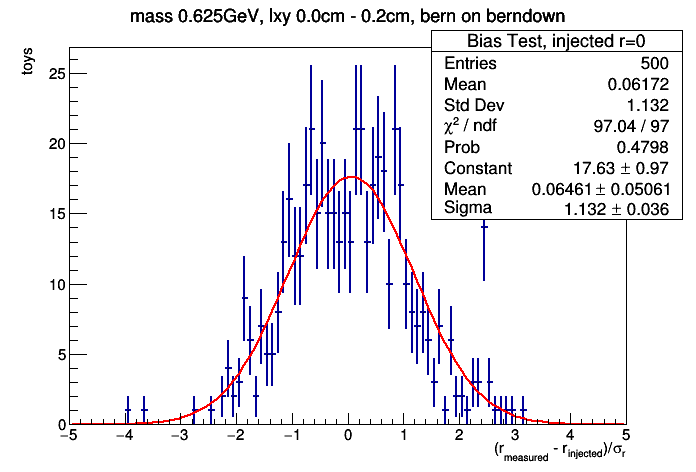 mass 0.625GeV, lxy 0.0cm - 0.2cm, bern on berndown
Bias Test, injected r=0
Entries 500
Mean 0.06172
Std Dev 1.132
χ² / ndf 97.04 / 97
Prob 0.4798
Constant 17.63 ± 0.97
Mean 0.06461 ± 0.05061
Sigma 1.132 ± 0.036
toys
25
20
15
10
5
0
−5 −4 −3 −2 −1 0 1 2 3 4 5
(r_measured - r_injected)/σ_r